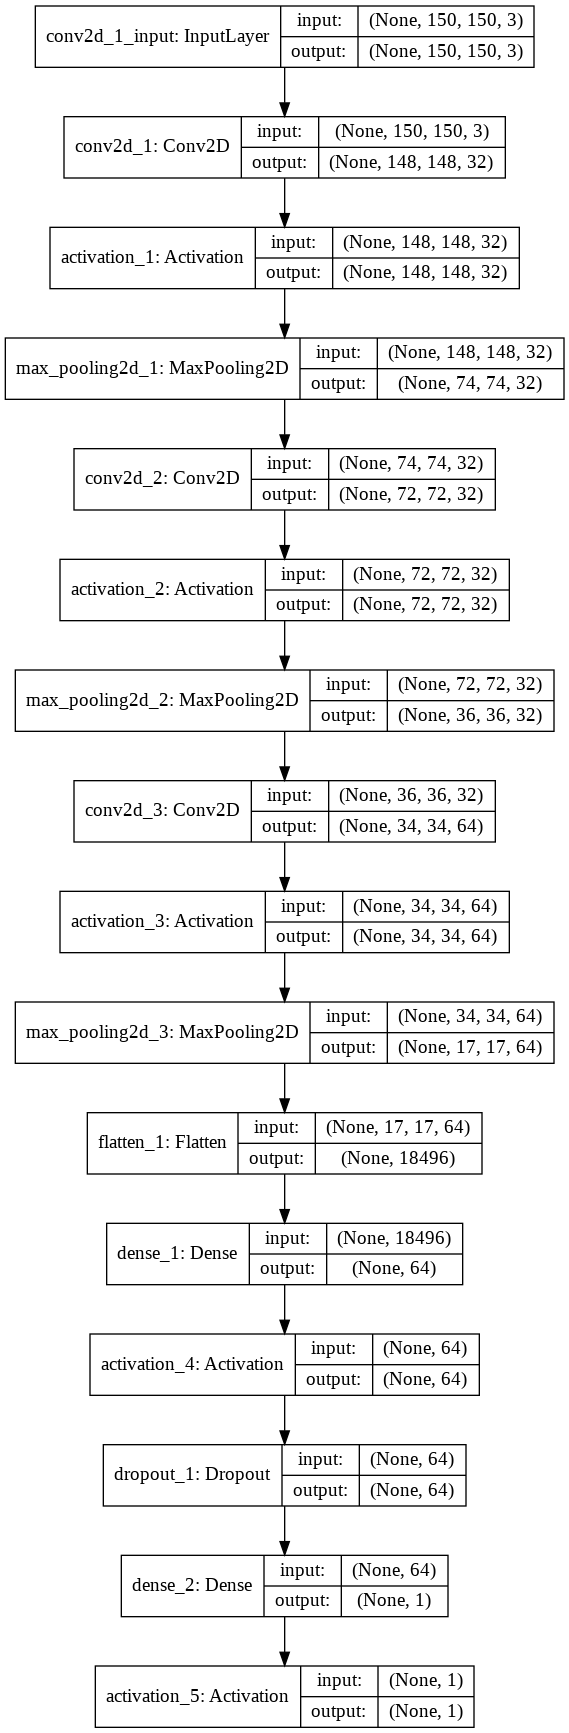 conv2d_1_input: InputLayer
input: (None, 150, 150, 3)
output: (None, 150, 150, 3)
conv2d_1: Conv2D
input: (None, 150, 150, 3)
output: (None, 148, 148, 32)
activation_1: Activation
input: (None, 148, 148, 32)
output: (None, 148, 148, 32)
max_pooling2d_1: MaxPooling2D
input: (None, 148, 148, 32)
output: (None, 74, 74, 32)
conv2d_2: Conv2D
input: (None, 74, 74, 32)
output: (None, 72, 72, 32)
activation_2: Activation
input: (None, 72, 72, 32)
output: (None, 72, 72, 32)
max_pooling2d_2: MaxPooling2D
input: (None, 72, 72, 32)
output: (None, 36, 36, 32)
conv2d_3: Conv2D
input: (None, 36, 36, 32)
output: (None, 34, 34, 64)
activation_3: Activation
input: (None, 34, 34, 64)
output: (None, 34, 34, 64)
max_pooling2d_3: MaxPooling2D
input: (None, 34, 34, 64)
output: (None, 17, 17, 64)
flatten_1: Flatten
input: (None, 17, 17, 64)
output: (None, 18496)
dense_1: Dense
input: (None, 18496)
output: (None, 64)
activation_4: Activation
input: (None, 64)
output: (None, 64)
dropout_1: Dropout
input: (None, 64)
output: (None, 64)
dense_2: Dense
input: (None, 64)
output: (None, 1)
activation_5: Activation
input: (None, 1)
output: (None, 1)